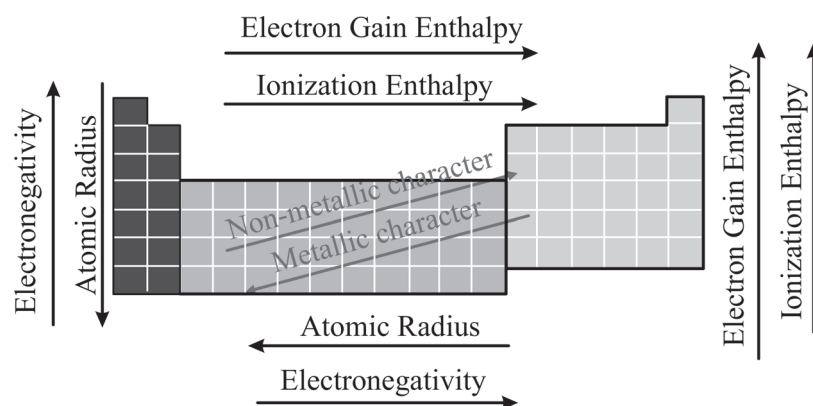 Electron Gain Enthalpy
Ionization Enthalpy
Electronegativity
Atomic Radius
Non-metallic character
Metallic character
Electron Gain Enthalpy
Ionization Enthalpy
Atomic Radius
Electronegativity